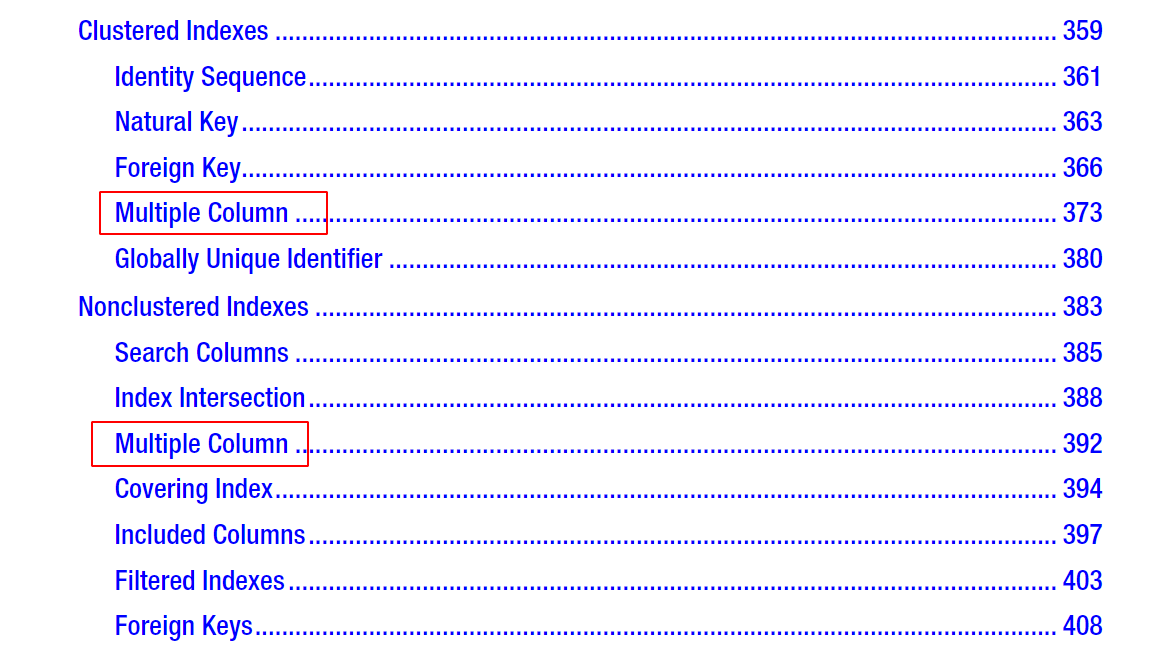 Clustered Indexes ........................................................................ 359
Identity Sequence........................................................................ 361
Natural Key........................................................................ 363
Foreign Key........................................................................ 366
Multiple Column ........................................................................ 373
Globally Unique Identifier ........................................................................ 380
Nonclustered Indexes ........................................................................ 383
Search Columns ........................................................................ 385
Index Intersection........................................................................ 388
Multiple Column ........................................................................ 392
Covering Index........................................................................ 394
Included Columns........................................................................ 397
Filtered Indexes........................................................................ 403
Foreign Keys........................................................................ 408